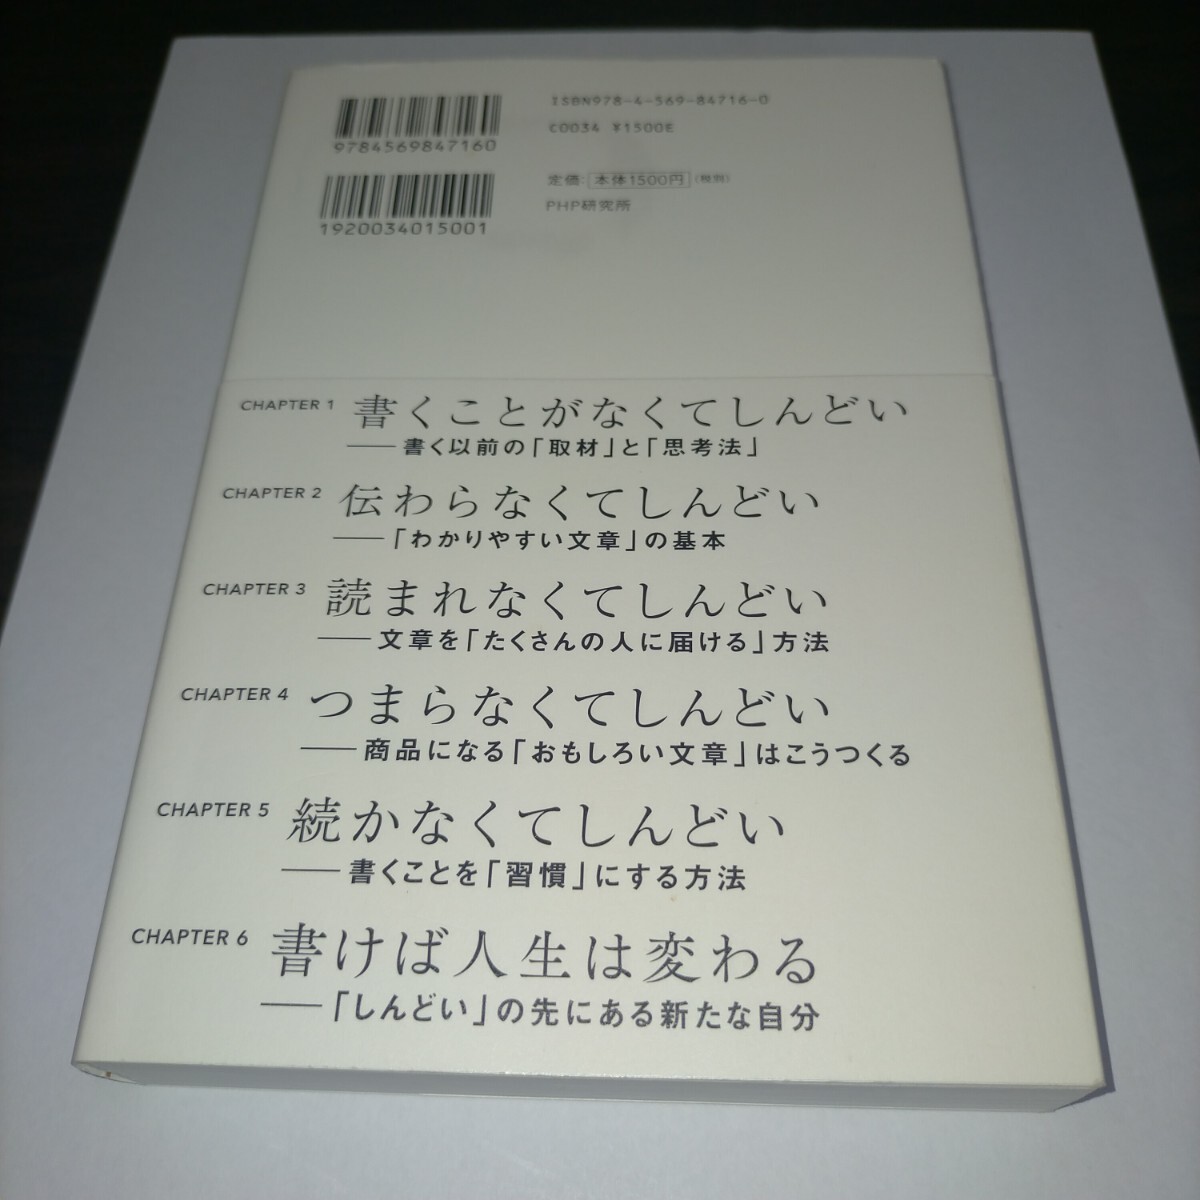 9784569847160
ISBN978-4-569-84716-0
C0034 ¥1500E
1920034015001
定価：本体1500円（税別）
PHP研究所
CHAPTER 1 書くことがなくてしんどい
――書く以前の「取材」と「思考法」
CHAPTER 2 伝わらなくてしんどい
――「わかりやすい文章」の基本
CHAPTER 3 読まれなくてしんどい
――文章を「たくさんの人に届ける」方法
CHAPTER 4 つまらなくてしんどい
――商品になる「おもしろい文章」はこうつくる
CHAPTER 5 続かなくてしんどい
――書くことを「習慣」にする方法
CHAPTER 6 書けば人生は変わる
――「しんどい」の先にある新たな自分